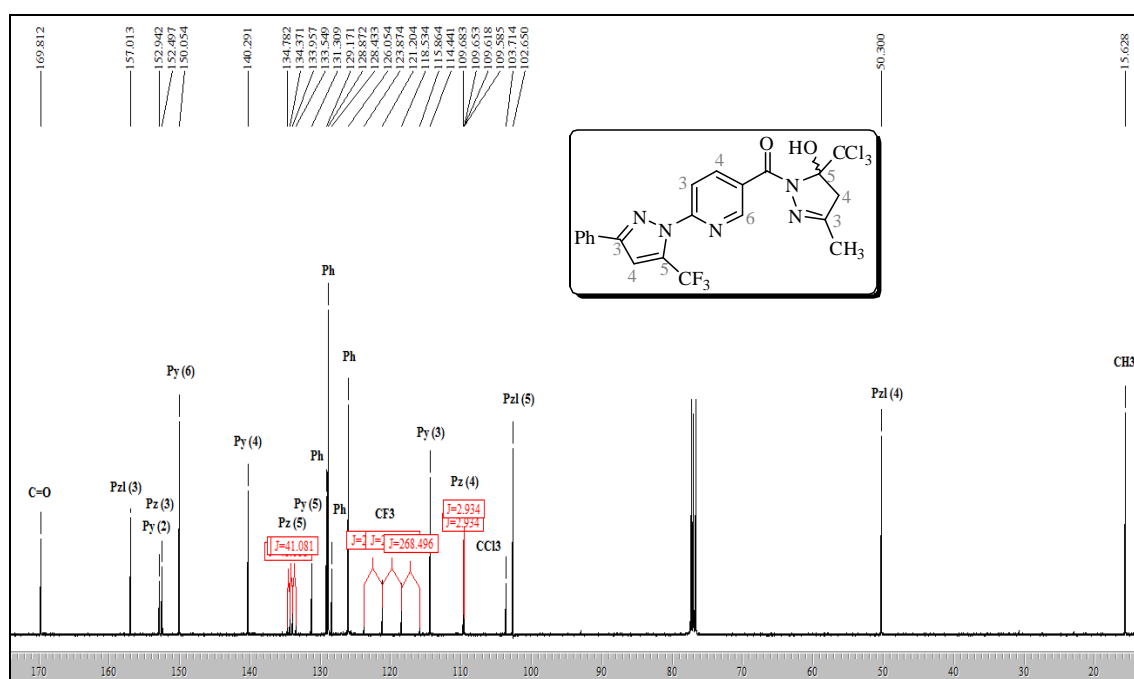 169.812
157.013
152.942
152.497
150.054
140.291
134.782
134.371
133.957
133.549
131.309
129.171
128.872
128.433
126.054
123.874
121.204
118.534
115.864
114.441
109.683
109.653
109.618
109.585
103.714
102.650
50.300
15.628
HO
O
CCl3
4
5
3
N
4
N
3
6
N
N
N
CH3
Ph
3
4
5
CF3
Ph
Ph
CH3
Py (6)
Pzl (4)
Pzl (5)
Py (3)
Py (4)
Ph
Pzl (3)
C=O
Pz (3)
Py (5)
Ph
Pz (4)
Py (2)
Pz (5)
CF3
J=2.934
2.934
CCl3
J=41.081
J=2
J=
268.496
170 160 150 140 130 120 110 100 90 80 70 60 50 40 30 20